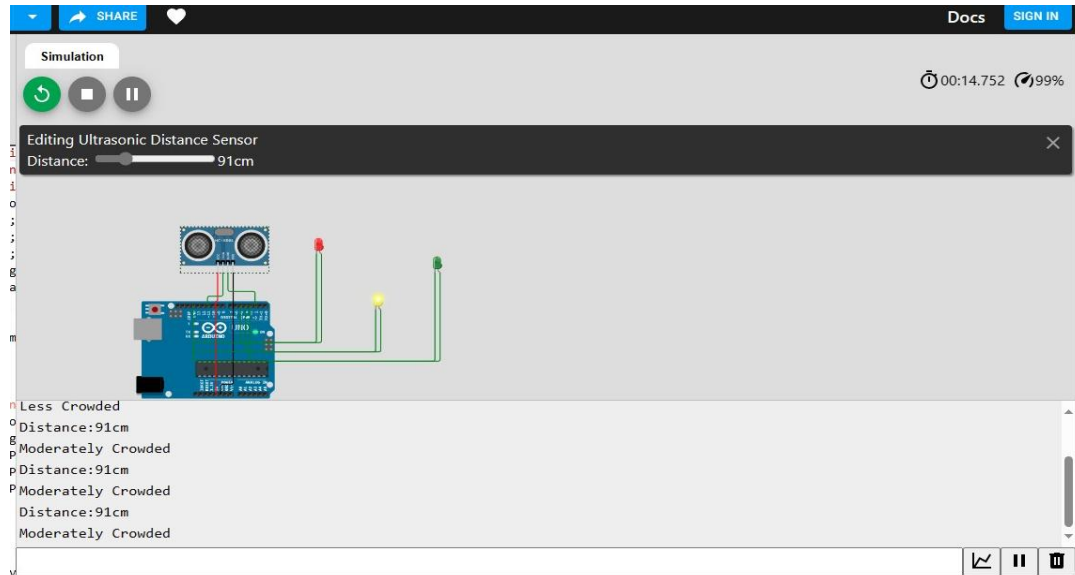 SHARE
Docs
SIGN IN
Simulation
00:14.752
99%
Editing Ultrasonic Distance Sensor
Distance: 91cm
UNO
ARDUINO
Less Crowded
Distance:91cm
Moderately Crowded
Distance:91cm
Moderately Crowded
Distance:91cm
Moderately Crowded